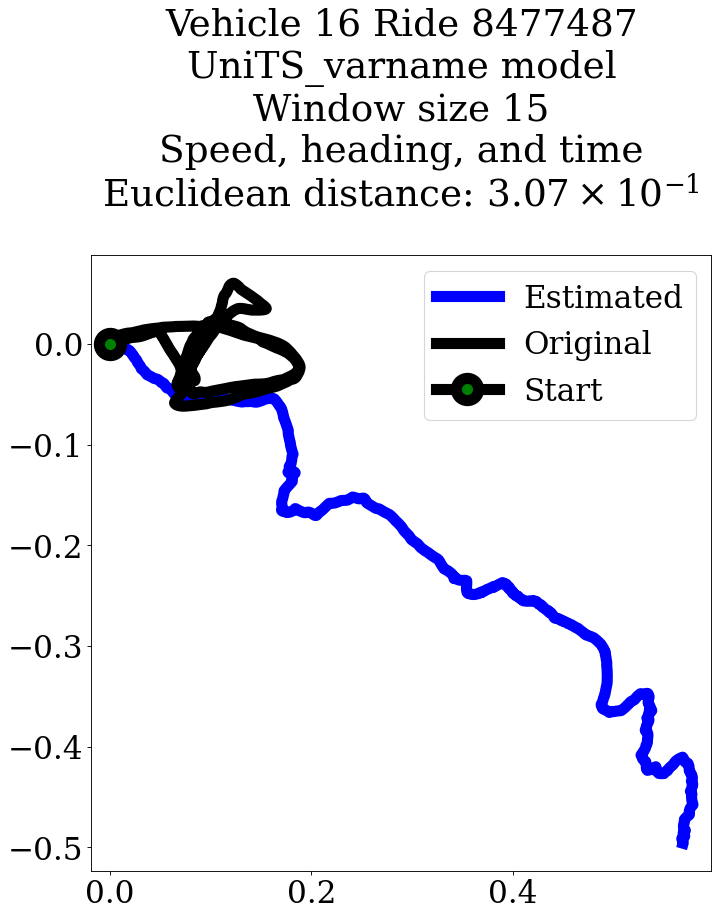 Vehicle 16 Ride 8477487
UniTS_varname model
Window size 15
Speed, heading, and time
Euclidean distance: 3.07 × 10⁻¹
Estimated
Original
Start
0.0
−0.1
−0.2
−0.3
−0.4
−0.5
0.0 0.2 0.4